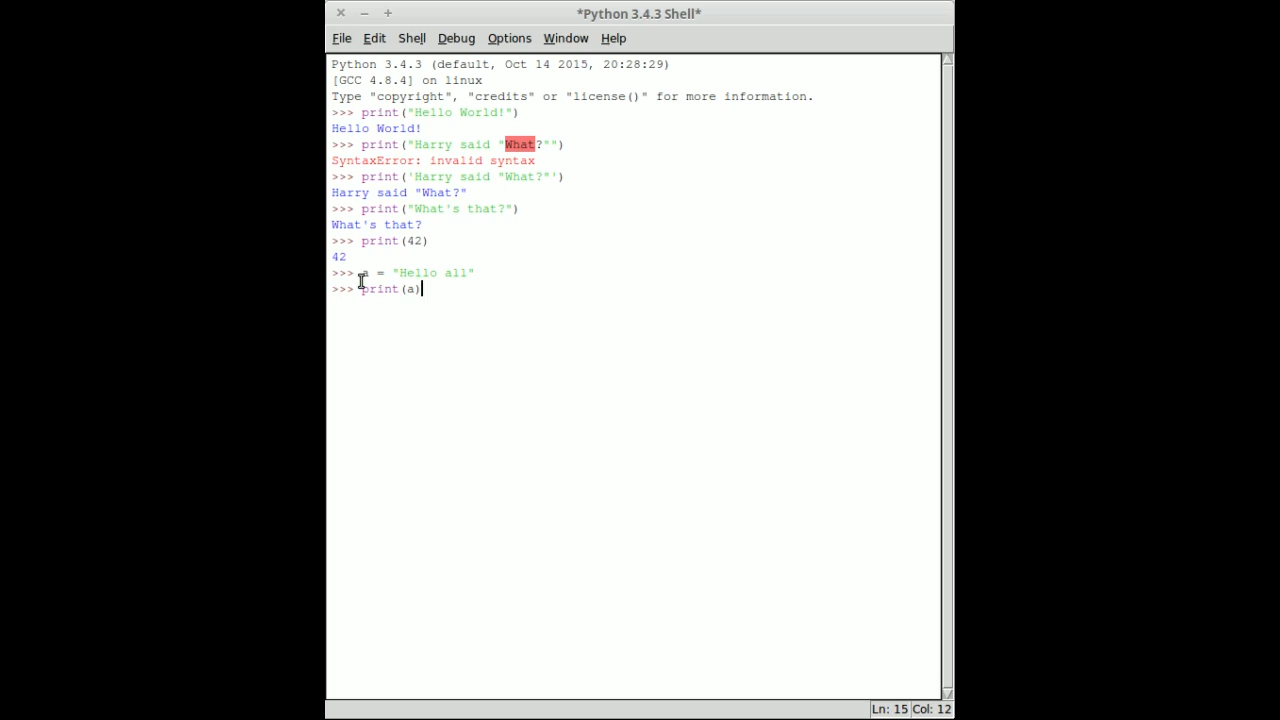 *Python 3.4.3 Shell*
File Edit Shell Debug Options Window Help
Python 3.4.3 (default, Oct 14 2015, 20:28:29)
[GCC 4.8.4] on linux
Type "copyright", "credits" or "license()" for more information.
>>> print("Hello World!")
Hello World!
>>> print("Harry said "What?"")
SyntaxError: invalid syntax
>>> print('Harry said "What?"')
Harry said "What?"
>>> print("What's that?")
What's that?
>>> print(42)
42
>>> a = "Hello all"
>>> print(a)
Ln: 15 Col: 12